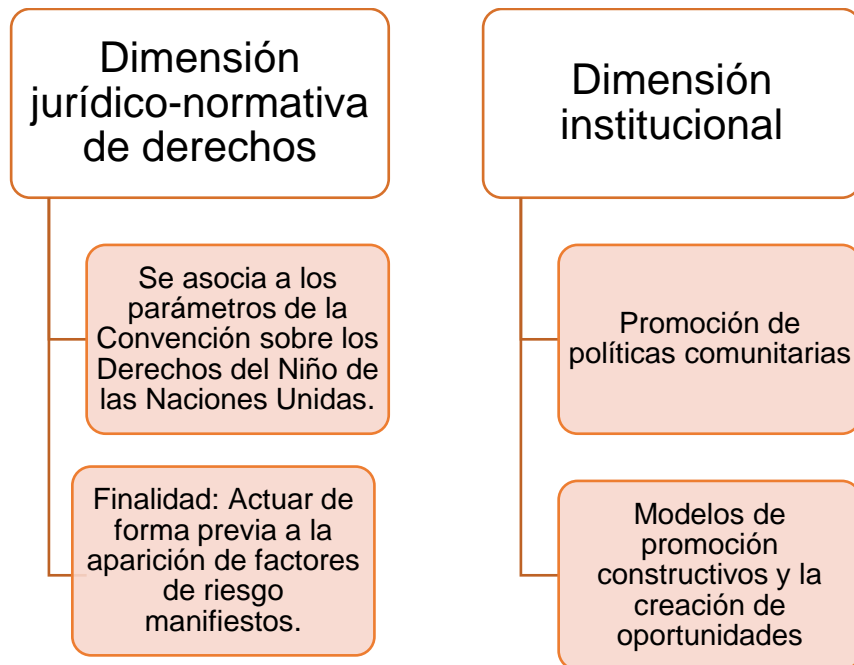 Dimensión
jurídico-normativa
de derechos
Se asocia a los
parámetros de la
Convención sobre los
Derechos del Niño de
las Naciones Unidas.
Finalidad: Actuar de
forma previa a la
aparición de factores
de riesgo
manifiestos.
Dimensión
institucional
Promoción de
políticas comunitarias
Modelos de
promoción
constructivos y la
creación de
oportunidades